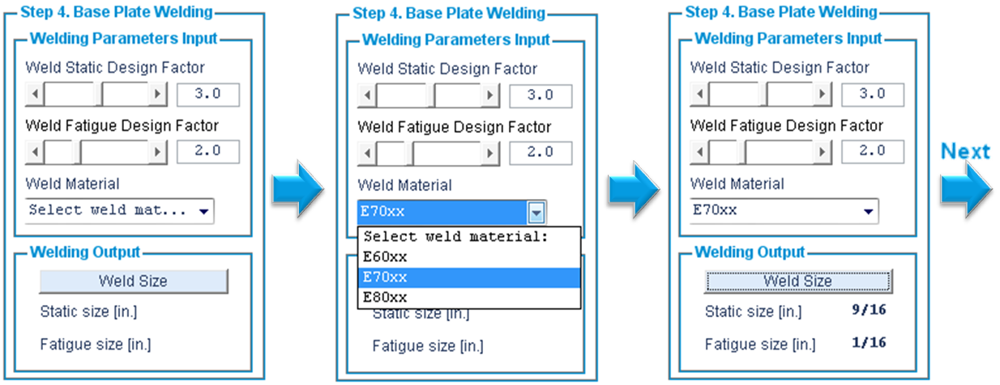 Step 4. Base Plate Welding
Welding Parameters Input
Weld Static Design Factor
3.0
Weld Fatigue Design Factor
2.0
Weld Material
Select weld mat...
Welding Output
Weld Size
Static size [in.]
Fatigue size [in.]
Step 4. Base Plate Welding
Welding Parameters Input
Weld Static Design Factor
3.0
Weld Fatigue Design Factor
2.0
Weld Material
E70xx
Select weld material:
E60xx
E70xx
E80xx
Static size [in.]
Fatigue size [in.]
Step 4. Base Plate Welding
Welding Parameters Input
Weld Static Design Factor
3.0
Weld Fatigue Design Factor
2.0
Weld Material
E70xx
Welding Output
Weld Size
Static size [in.] 9/16
Fatigue size [in.] 1/16
Next